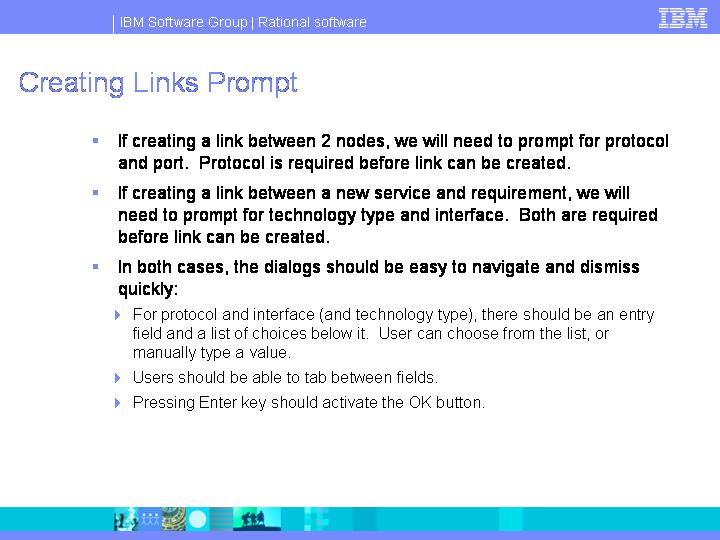 IBM Software Group | Rational software
IBM
Creating Links Prompt
▪ If creating a link between 2 nodes, we will need to prompt for protocol
and port.  Protocol is required before link can be created.
▪ If creating a link between a new service and requirement, we will
need to prompt for technology type and interface.  Both are required
before link can be created.
▪ In both cases, the dialogs should be easy to navigate and dismiss
quickly:
For protocol and interface (and technology type), there should be an entry
field and a list of choices below it.  User can choose from the list, or
manually type a value.
Users should be able to tab between fields.
Pressing Enter key should activate the OK button.